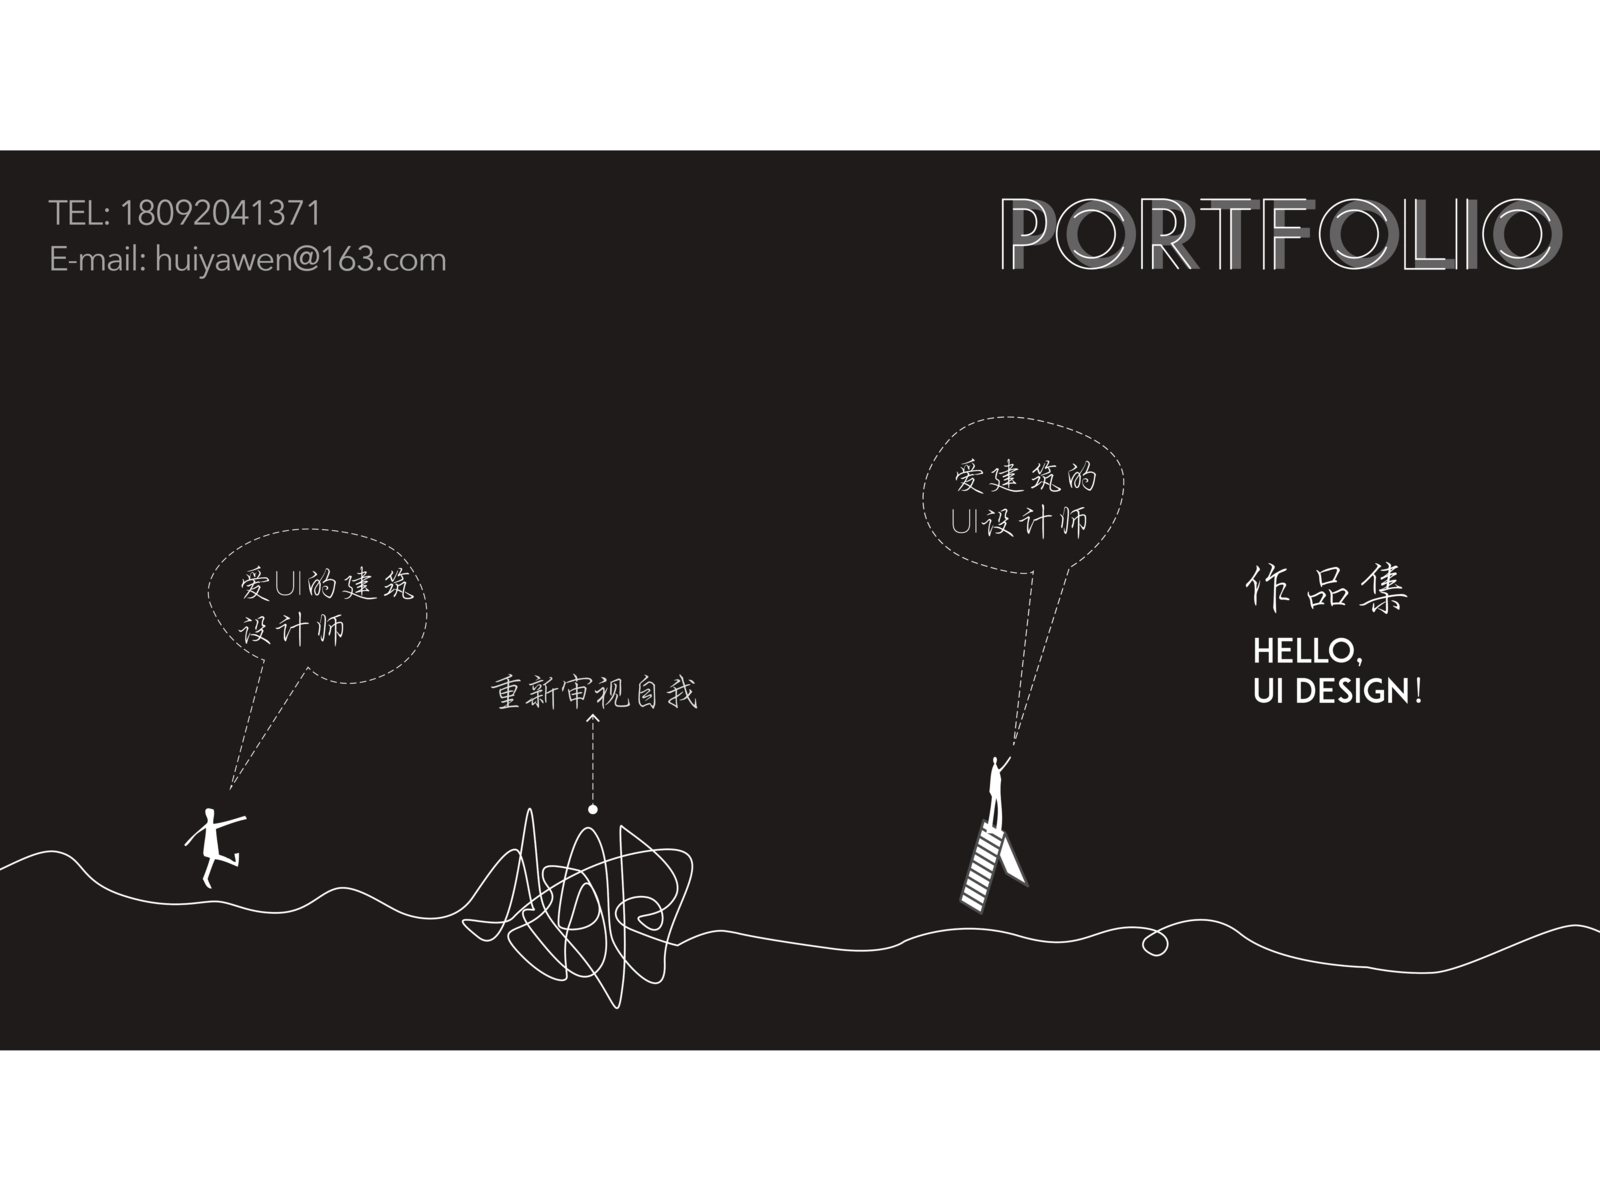 TEL: 18092041371
E-mail: huiyawen@163.com
PORTFOLIO
爱建筑的
UI设计师
爱UI的建筑
设计师
作品集
HELLO,
UI DESIGN!
重新审视自我